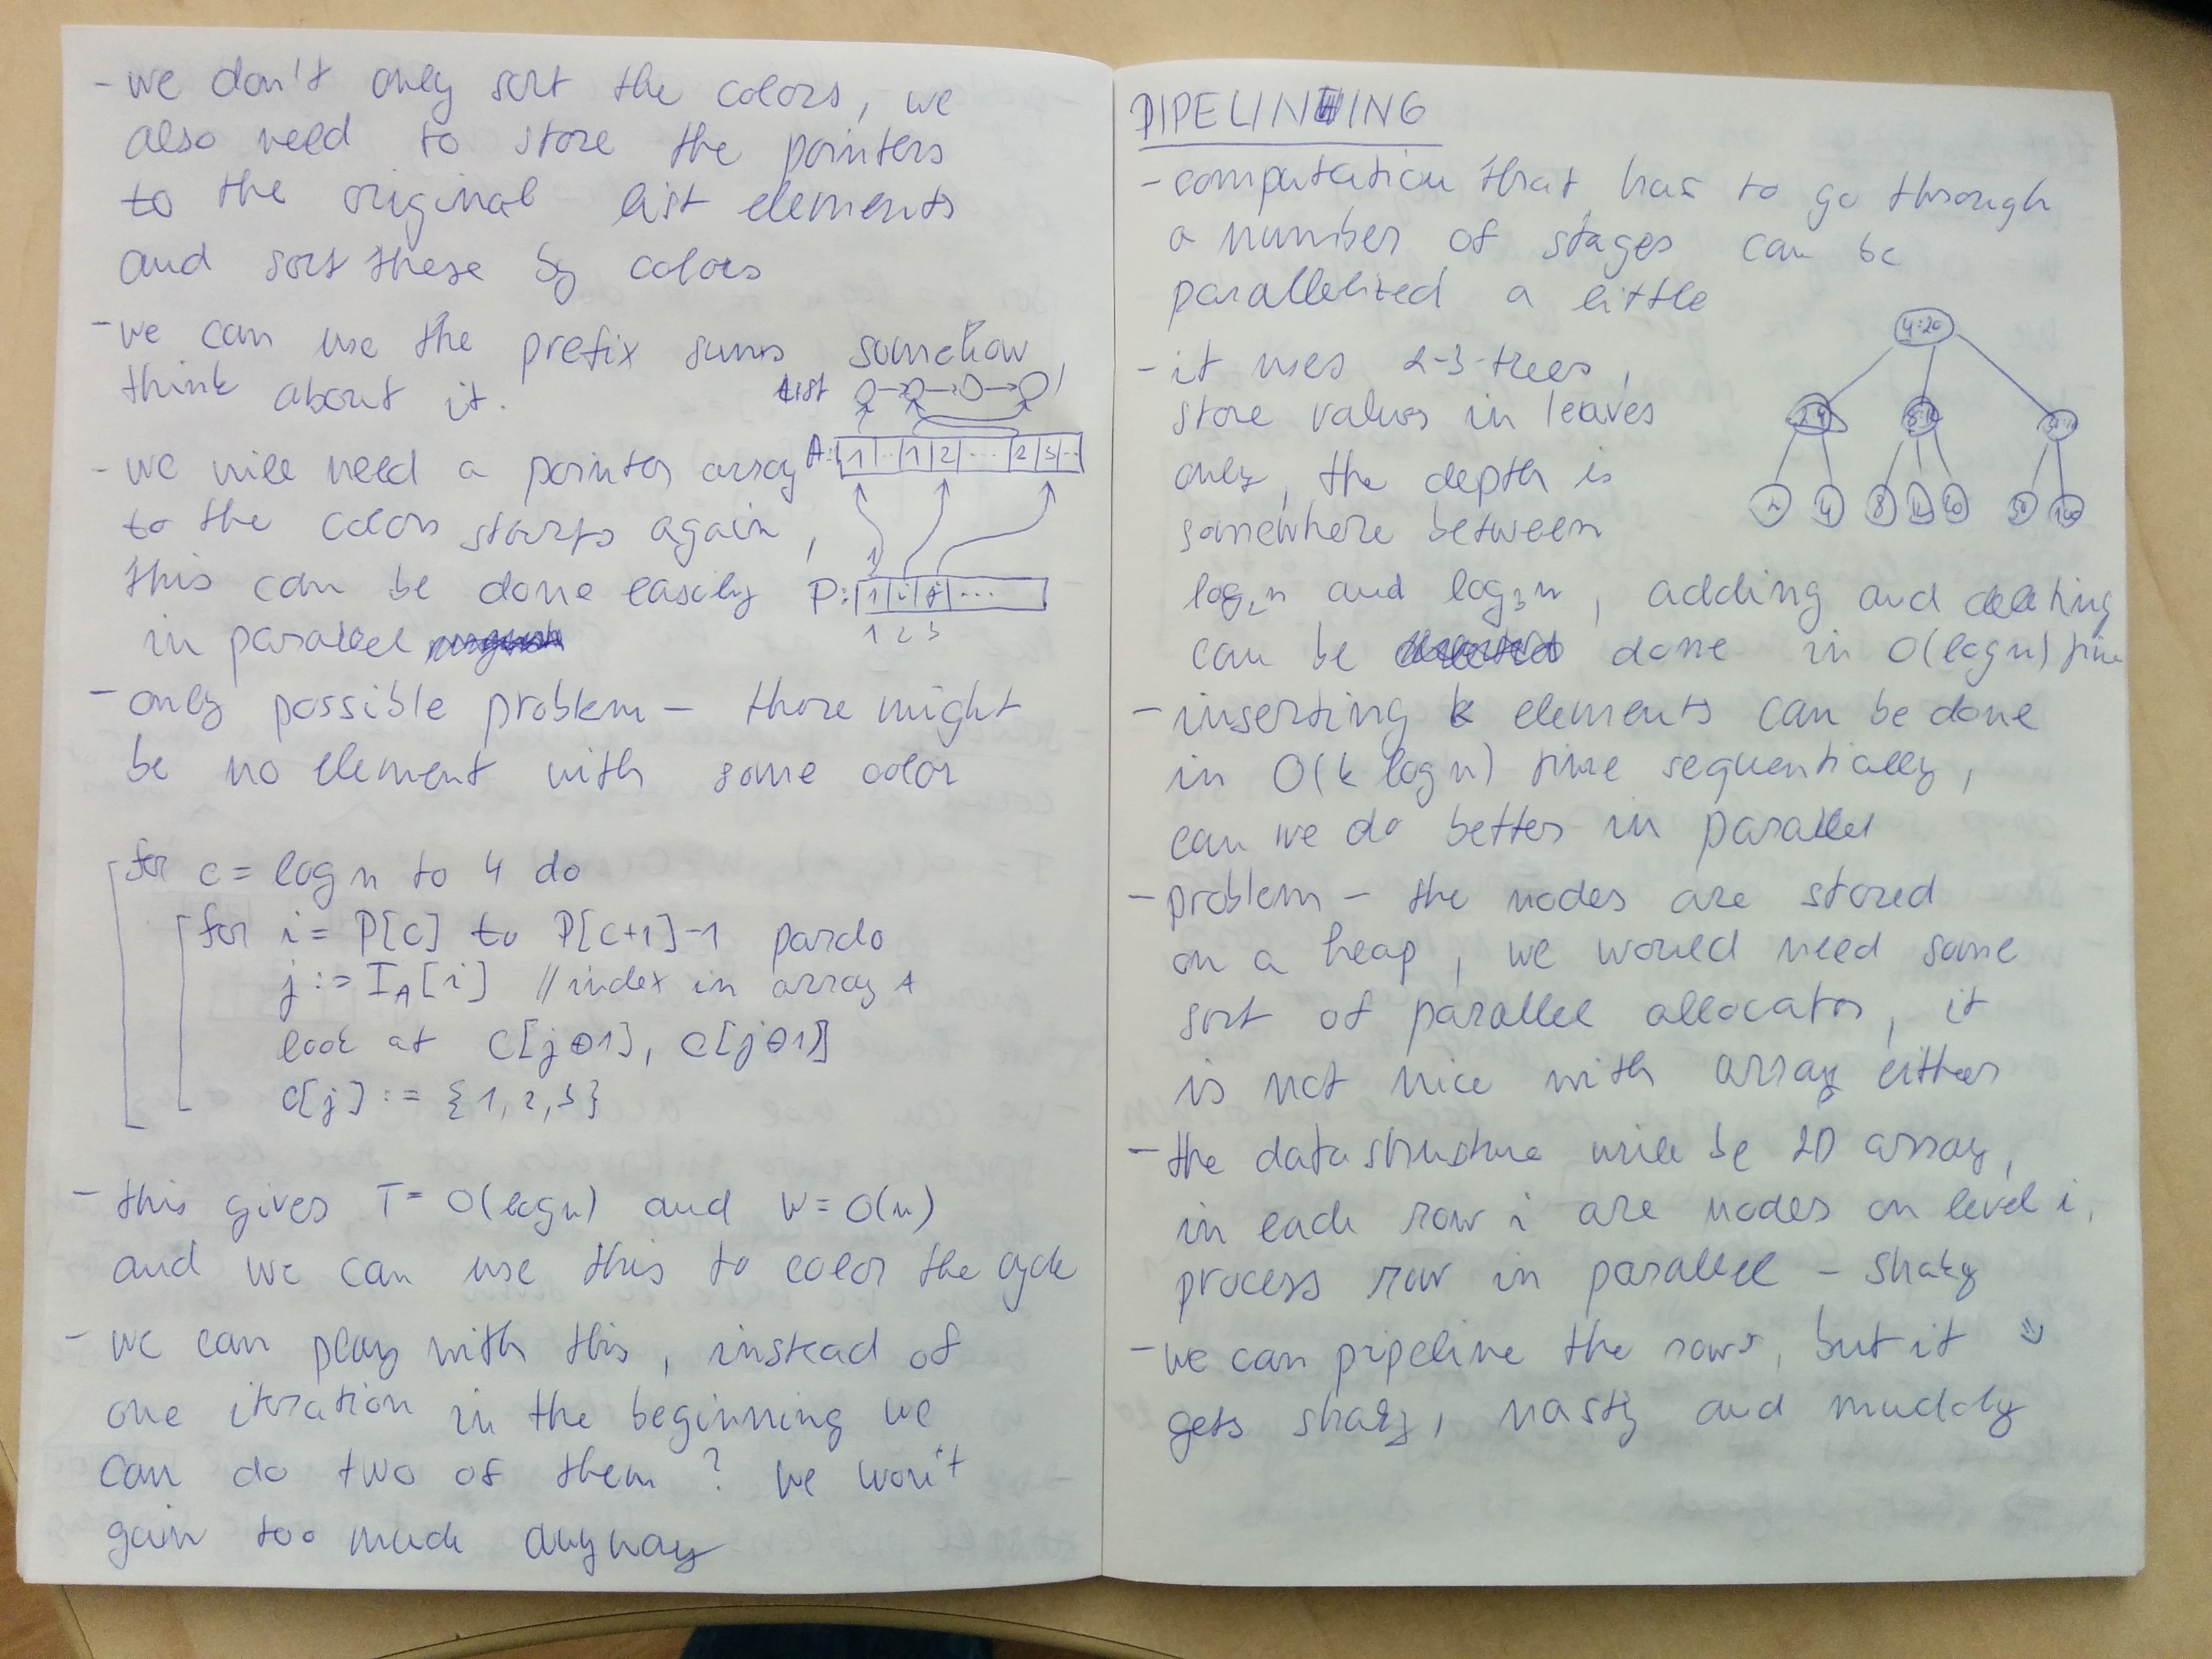 - we don't only sort the colors, we
also need to store the pointers
to the original list elements
and sort these by colors
- we can use the prefix sums somehow,
think about it.
List
- we will need a pointer array
A: 1 .. 1 2 ... 2 3 ..
to the colors starts again,
this can be done easily
P: 1 i j ...
1 2 3
in parallel
- only possible problem - there might
be no element with some color
for c = log n to 4 do
for i = P[c] to P[c+1]-1 pardo
j := I_A[i] // index in array A
look at C[j⊕1], C[j⊖1]
C[j] := {1, 2, 3}
- this gives T = O(log n) and W = O(n)
and we can use this to color the cycle
- we can play with this, instead of
one iteration in the beginning we
can do two of them? we won't
gain too much anyway
PIPELINING
- computation that has to go through
a number of stages can be
parallelized a little
- it uses 2-3-trees,
store values in leaves
only, the depth is
somewhere between
4:20
2:4
8:12
4 8
50
log₂n and log₃n, adding and deleting
can be done in O(log n) time
- inserting k elements can be done
in O(k log n) time sequentially,
can we do better in parallel
- problem - the nodes are stored
on a heap, we would need some
sort of parallel allocator, it
is not nice with array either
- the data structure will be 2D array,
in each row i are nodes on level i,
process row in parallel - shaky
- we can pipeline the rows, but it
gets shaky, nasty and muddy